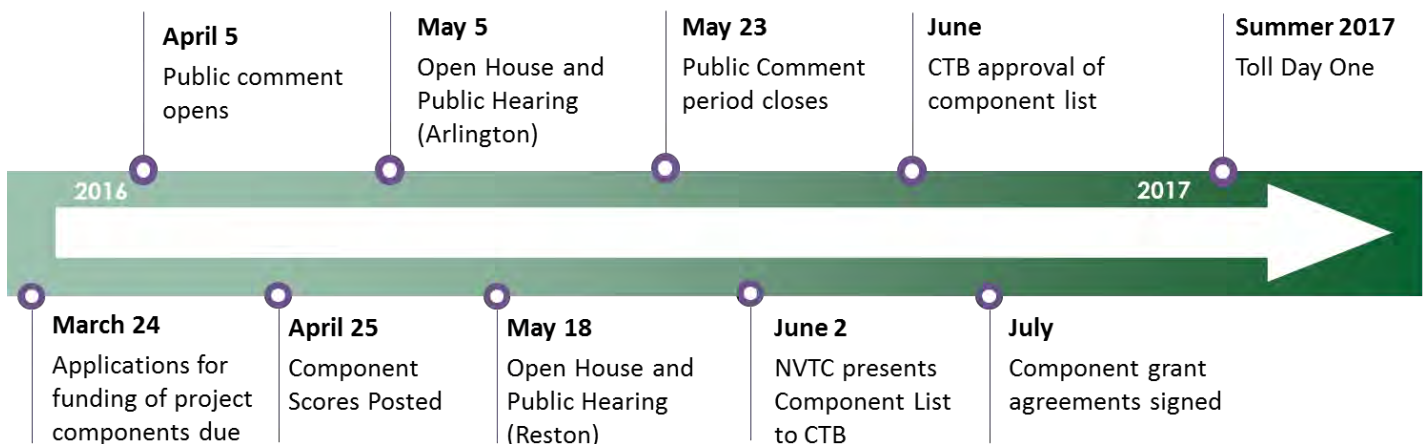 April 5
Public comment
opens
May 5
Open House and
Public Hearing
(Arlington)
May 23
Public Comment
period closes
June
CTB approval of
component list
Summer 2017
Toll Day One
2016
2017
March 24
Applications for
funding of project
components due
April 25
Component
Scores Posted
May 18
Open House and
Public Hearing
(Reston)
June 2
NVTC presents
Component List
to CTB
July
Component grant
agreements signed